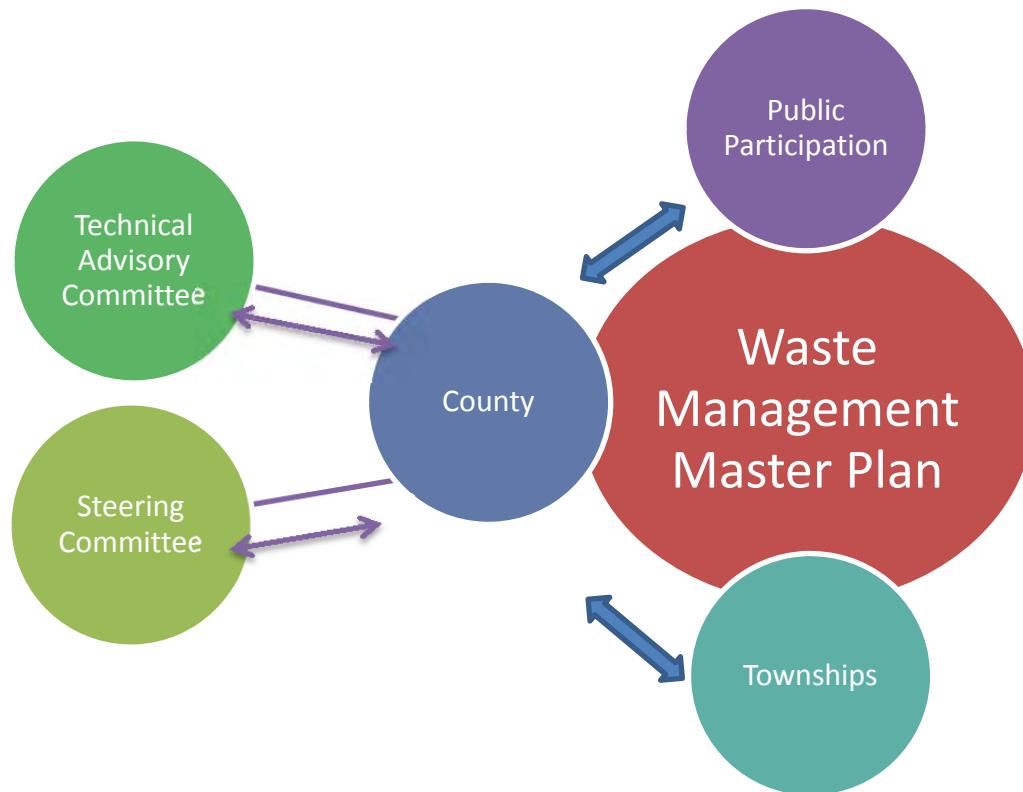 Public
Participation
Technical
Advisory
Committee
County
Waste
Management
Master Plan
Steering
Committee
Townships